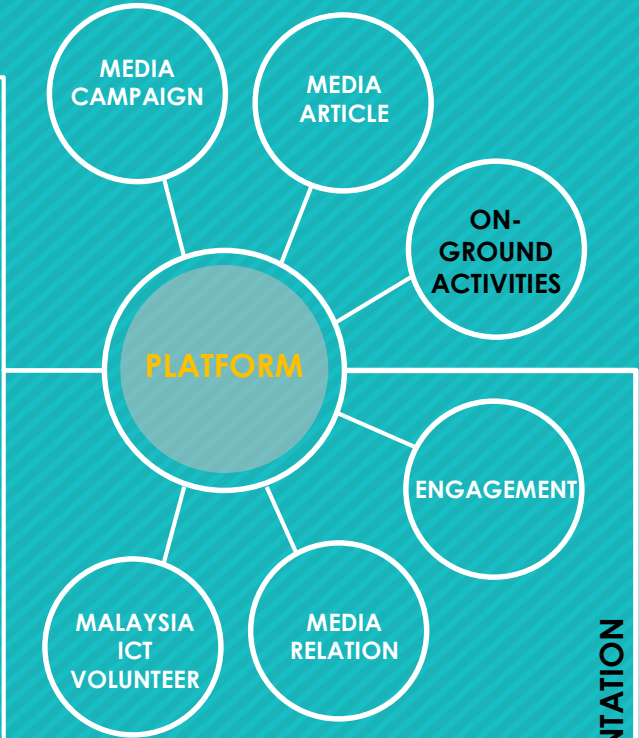 MEDIA
CAMPAIGN
MEDIA
ARTICLE
ON-
GROUND
ACTIVITIES
PLATFORM
ENGAGEMENT
MALAYSIA
ICT
VOLUNTEER
MEDIA
RELATION
NTATION